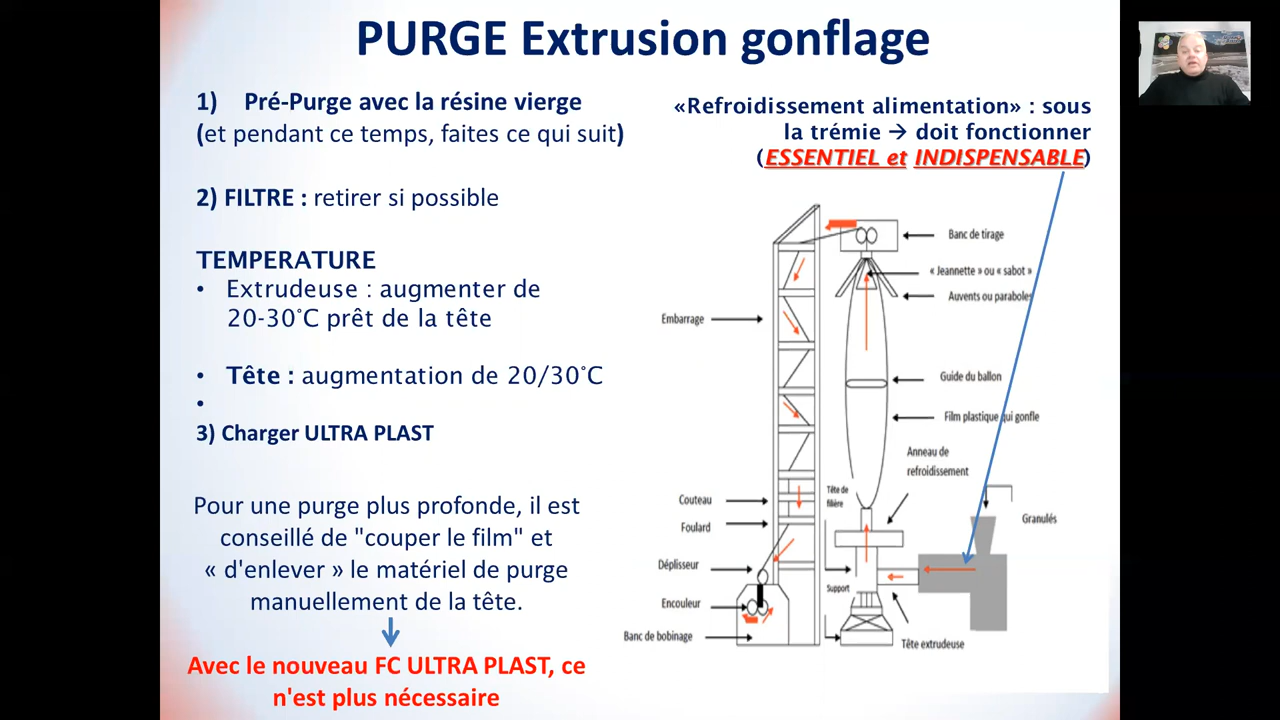 PURGE Extrusion gonflage
1) Pré-Purge avec la résine vierge
(et pendant ce temps, faites ce qui suit)
2) FILTRE : retirer si possible
TEMPERATURE
• Extrudeuse : augmenter de
20-30°C prêt de la tête
• Tête : augmentation de 20/30°C
•
3) Charger ULTRA PLAST
Pour une purge plus profonde, il est
conseillé de "couper le film" et
« d'enlever » le matériel de purge
manuellement de la tête.
Avec le nouveau FC ULTRA PLAST, ce
n'est plus nécessaire
«Refroidissement alimentation» : sous
la trémie → doit fonctionner
(ESSENTIEL et INDISPENSABLE)
Banc de tirage
« Jeannette » ou « sabot »
Auvents ou paraboles
Embarrage
Guide du ballon
Film plastique qui gonfle
Anneau de
refroidissement
Tête de
filière
Couteau
Foulard
Granulés
Déplisseur
Support
Encouleur
Banc de bobinage
Tête extrudeuse